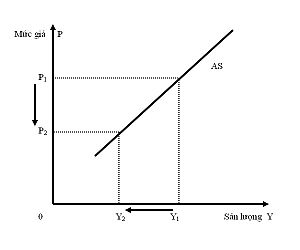 Mức giá P
AS
P1
P2
0 Y2 Y1 Sản lượng Y